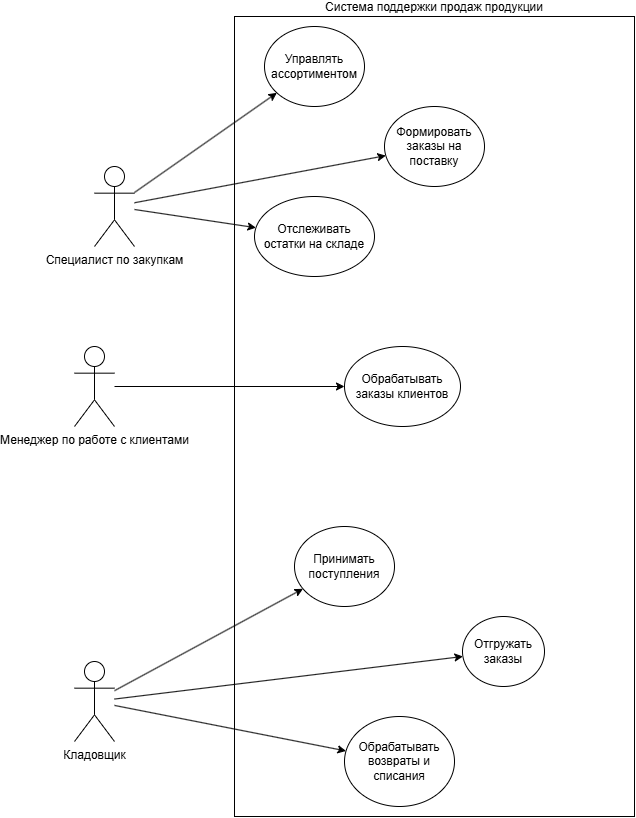 Система поддержки продаж продукции
Управлять
ассортиментом
Формировать
заказы на
поставку
Отслеживать
остатки на складе
Специалист по закупкам
Обрабатывать
заказы клиентов
Менеджер по работе с клиентами
Принимать
поступления
Отгружать
заказы
Обрабатывать
возвраты и
списания
Кладовщик